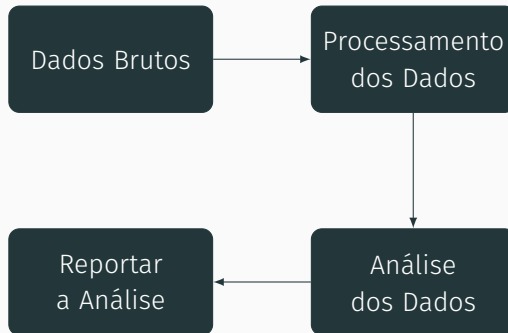 Dados Brutos
Processamento
dos Dados
Análise
dos Dados
Reportar
a Análise